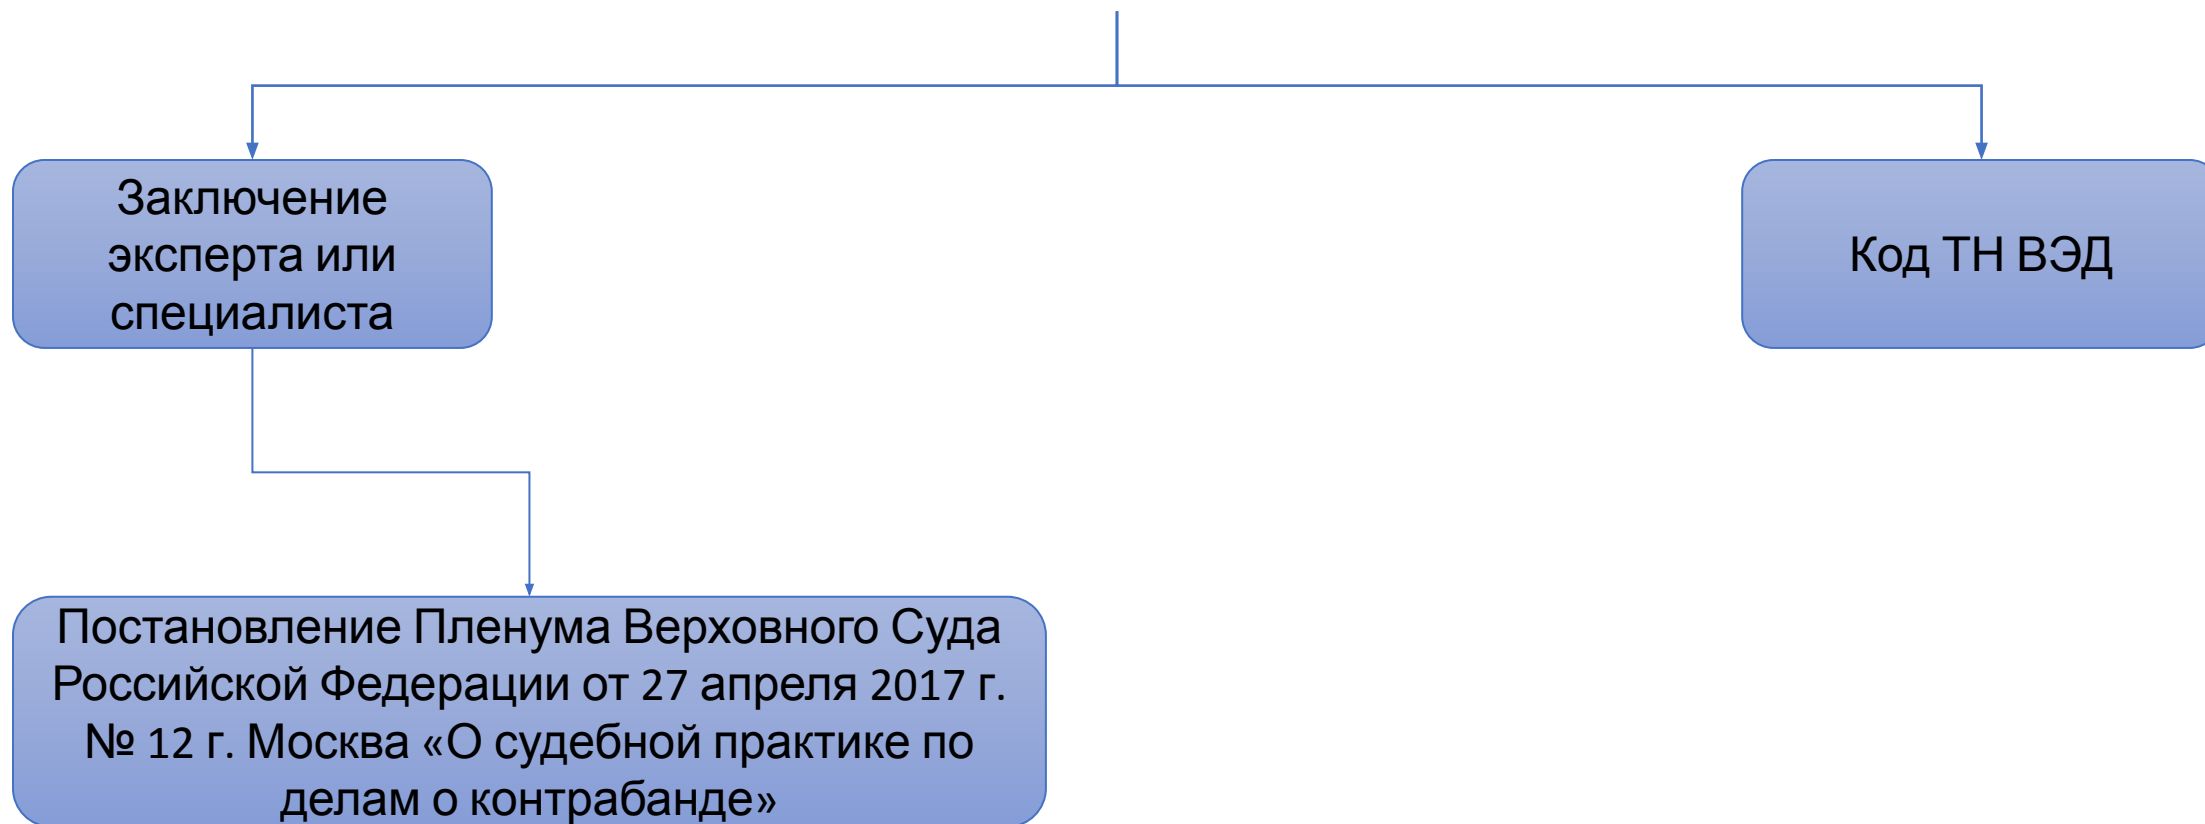 Заключение
эксперта или
специалиста
Код ТН ВЭД
Постановление Пленума Верховного Суда
Российской Федерации от 27 апреля 2017 г.
№ 12 г. Москва «О судебной практике по
делам о контрабанде»